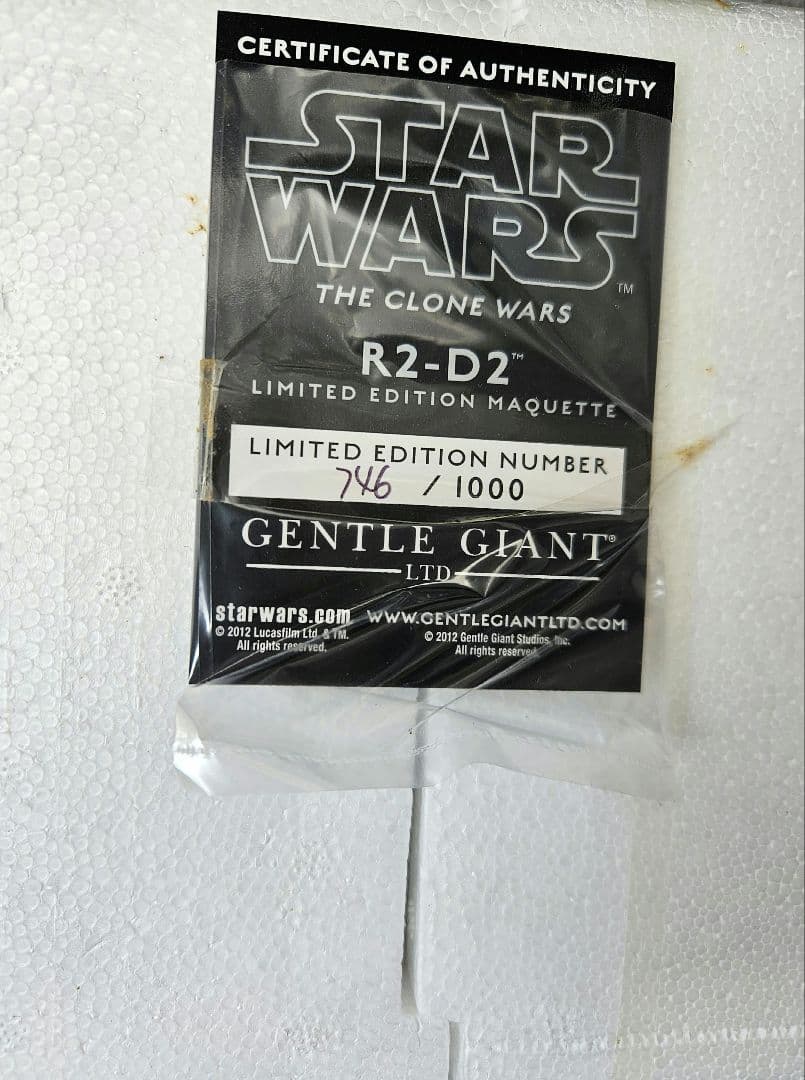 CERTIFICATE OF AUTHENTICITY
STAR
WARS TM
THE CLONE WARS
R2-D2™
LIMITED EDITION MAQUETTE
LIMITED EDITION NUMBER
746 / 1000
GENTLE GIANT®
LTD
starwars.com WWW.GENTLEGIANTLTD.COM
© 2012 Lucasfilm Ltd. & TM. © 2012 Gentle Giant Studios, Inc.
All rights reserved. All rights reserved.